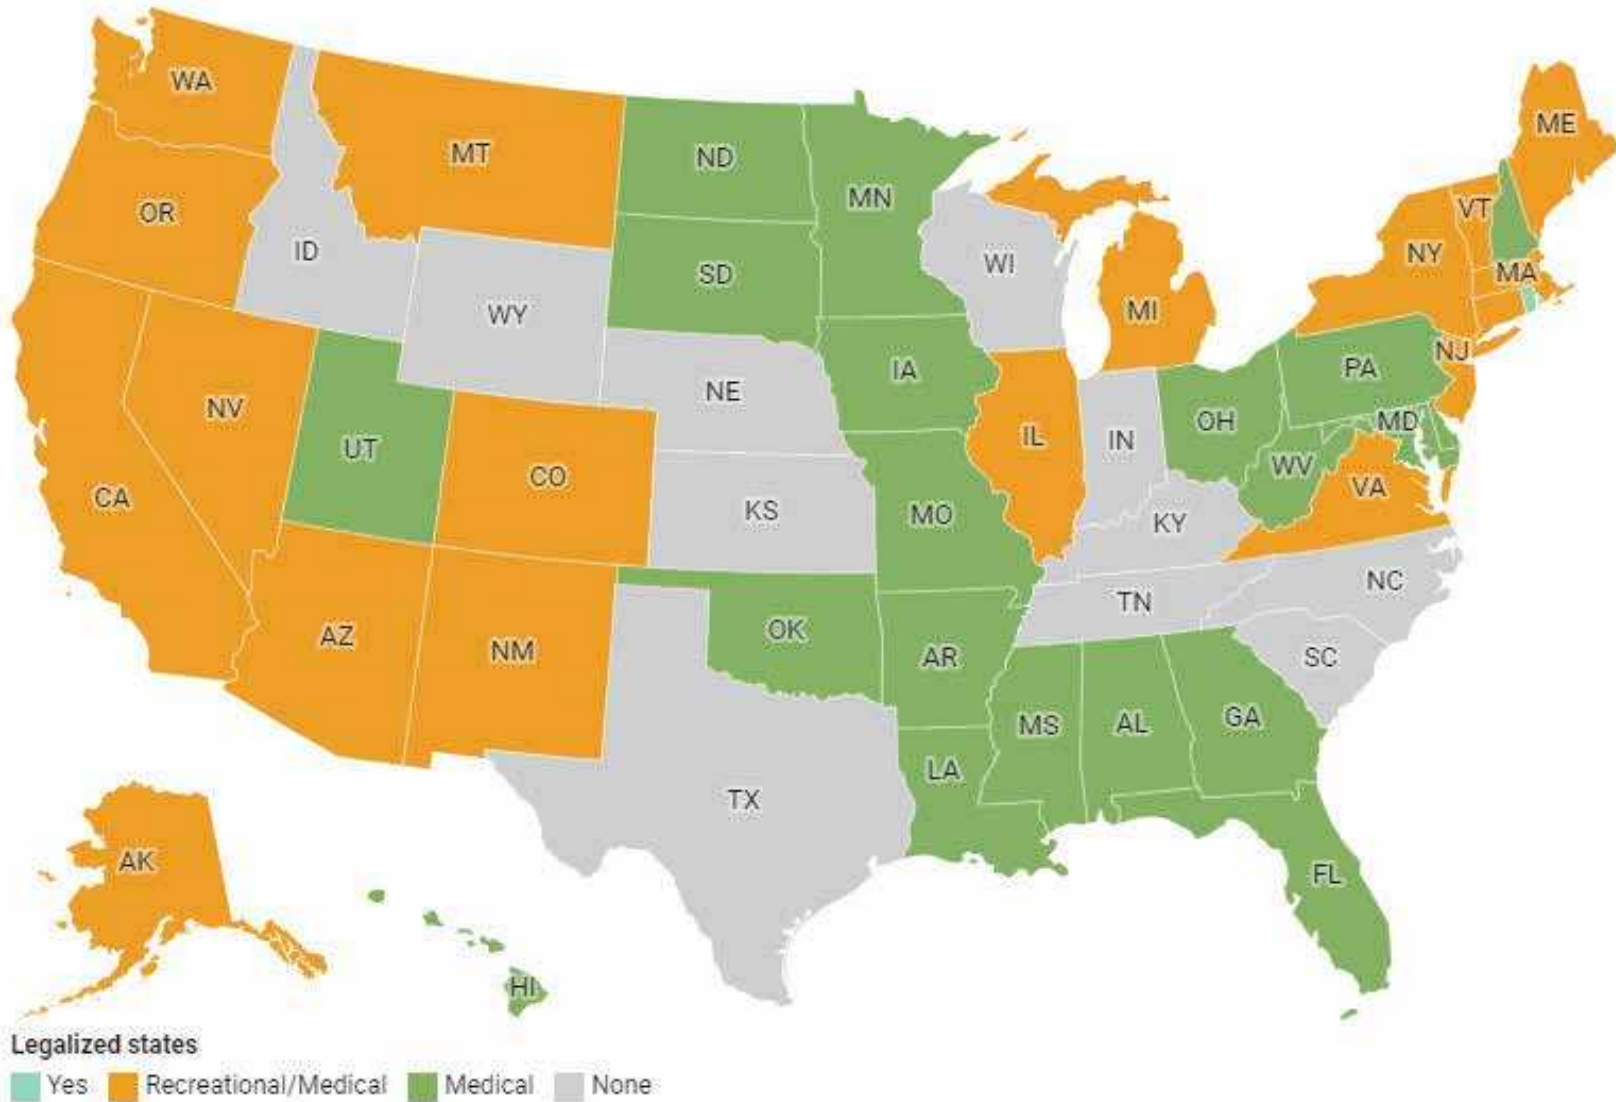 WA
ME
MT
ND
MN
OR
VT
ID
NY
WI
MA
SD
WY
MI
NJ
IA
PA
NE
NV
MD
OH
IL
IN
UT
WV
CO
VA
CA
KS
MO
KY
NC
TN
OK
AZ
NM
AR
SC
GA
MS
AL
LA
TX
AK
FL
HI
Legalized states
Yes Recreational/Medical Medical None